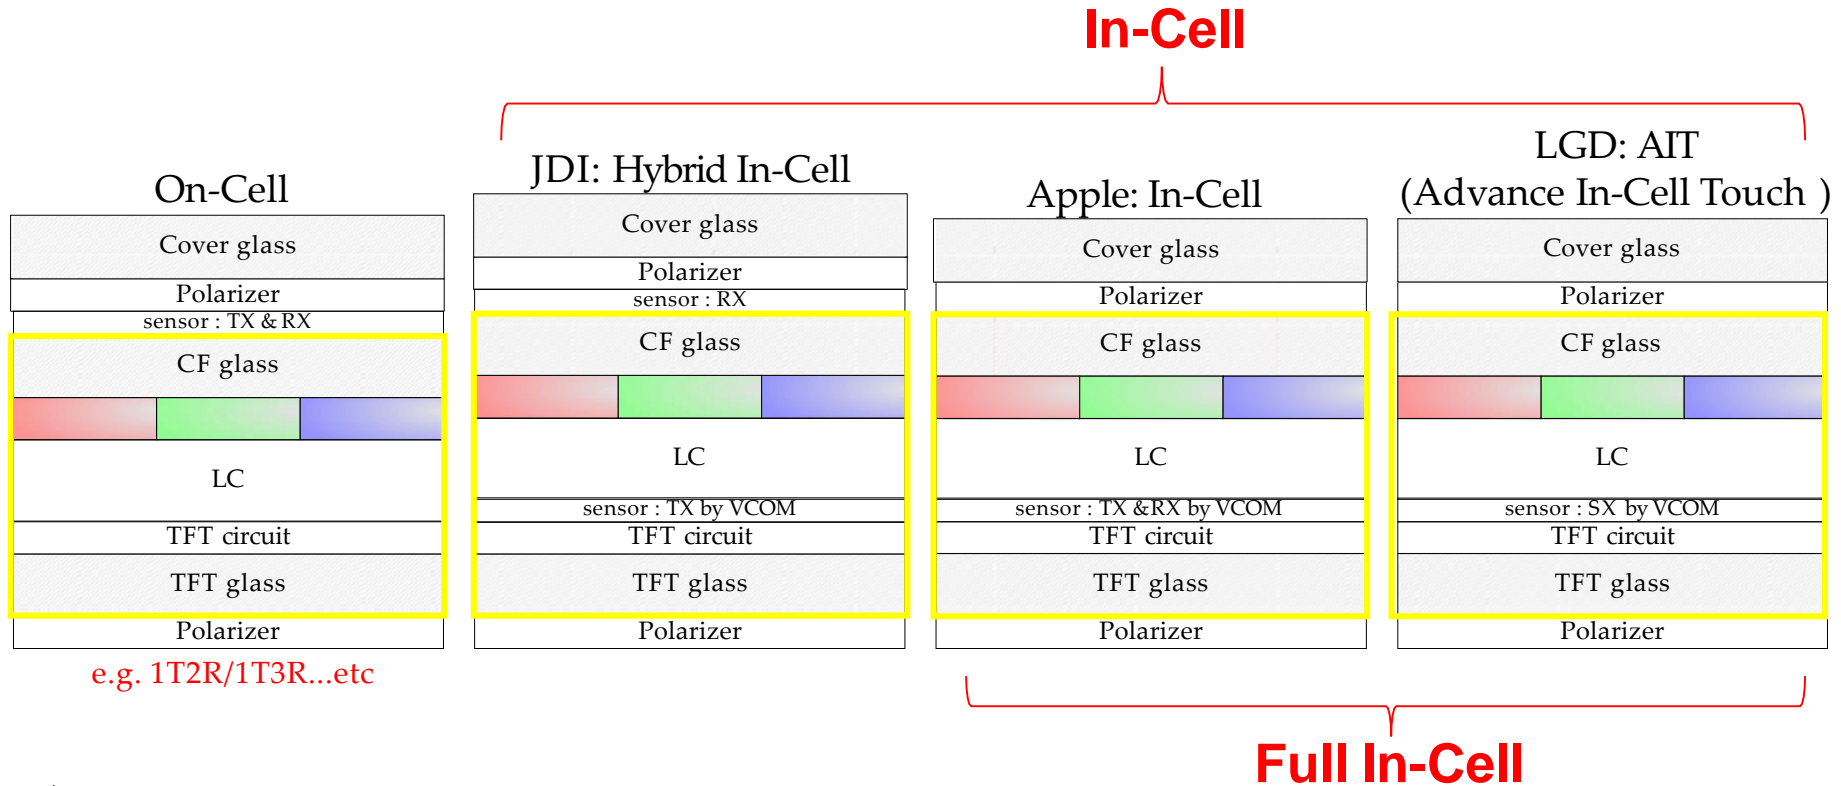 In-Cell
On-Cell
Cover glass
Polarizer
sensor : TX & RX
CF glass
LC
TFT circuit
TFT glass
Polarizer
e.g. 1T2R/1T3R...etc
JDI: Hybrid In-Cell
Cover glass
Polarizer
sensor : RX
CF glass
LC
sensor : TX by VCOM
TFT circuit
TFT glass
Polarizer
Apple: In-Cell
Cover glass
Polarizer
CF glass
LC
sensor : TX &RX by VCOM
TFT circuit
TFT glass
Polarizer
LGD: AIT
(Advance In-Cell Touch )
Cover glass
Polarizer
CF glass
LC
sensor : SX by VCOM
TFT circuit
TFT glass
Polarizer
Full In-Cell